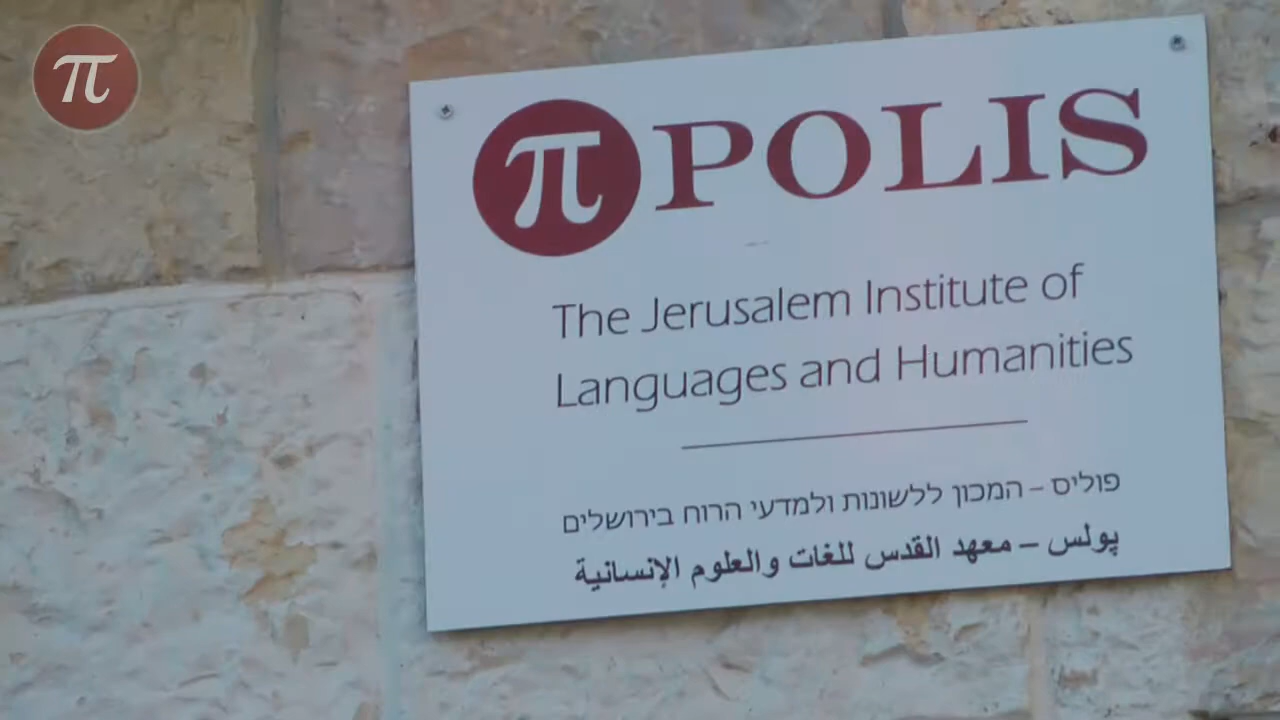 π
π POLIS
The Jerusalem Institute of
Languages and Humanities
פוליס – המכון ללשונות ולמדעי הרוח בירושלים
پولس – معهد القدس للغات والعلوم الإنسانية